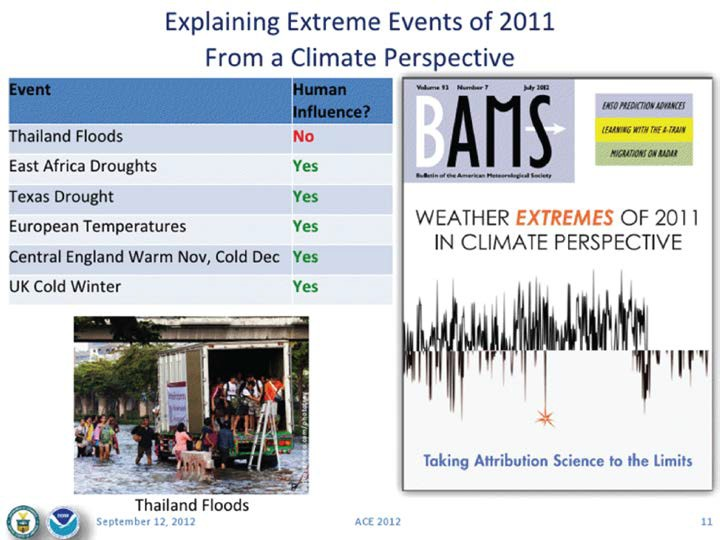 Explaining Extreme Events of 2011
From a Climate Perspective
Event Human
Influence?
Thailand Floods No
East Africa Droughts Yes
Texas Drought Yes
European Temperatures Yes
Central England Warm Nov, Cold Dec Yes
UK Cold Winter Yes
Volume 93 Number 7 July 2012
BAMS
Bulletin of the American Meteorological Society
ENSO PREDICTION ADVANCES
LEARNING WITH THE A-TRAIN
MIGRATIONS ON RADAR
WEATHER EXTREMES OF 2011
IN CLIMATE PERSPECTIVE
Taking Attribution Science to the Limits
Thailand Floods
September 12, 2012 ACE 2012 11